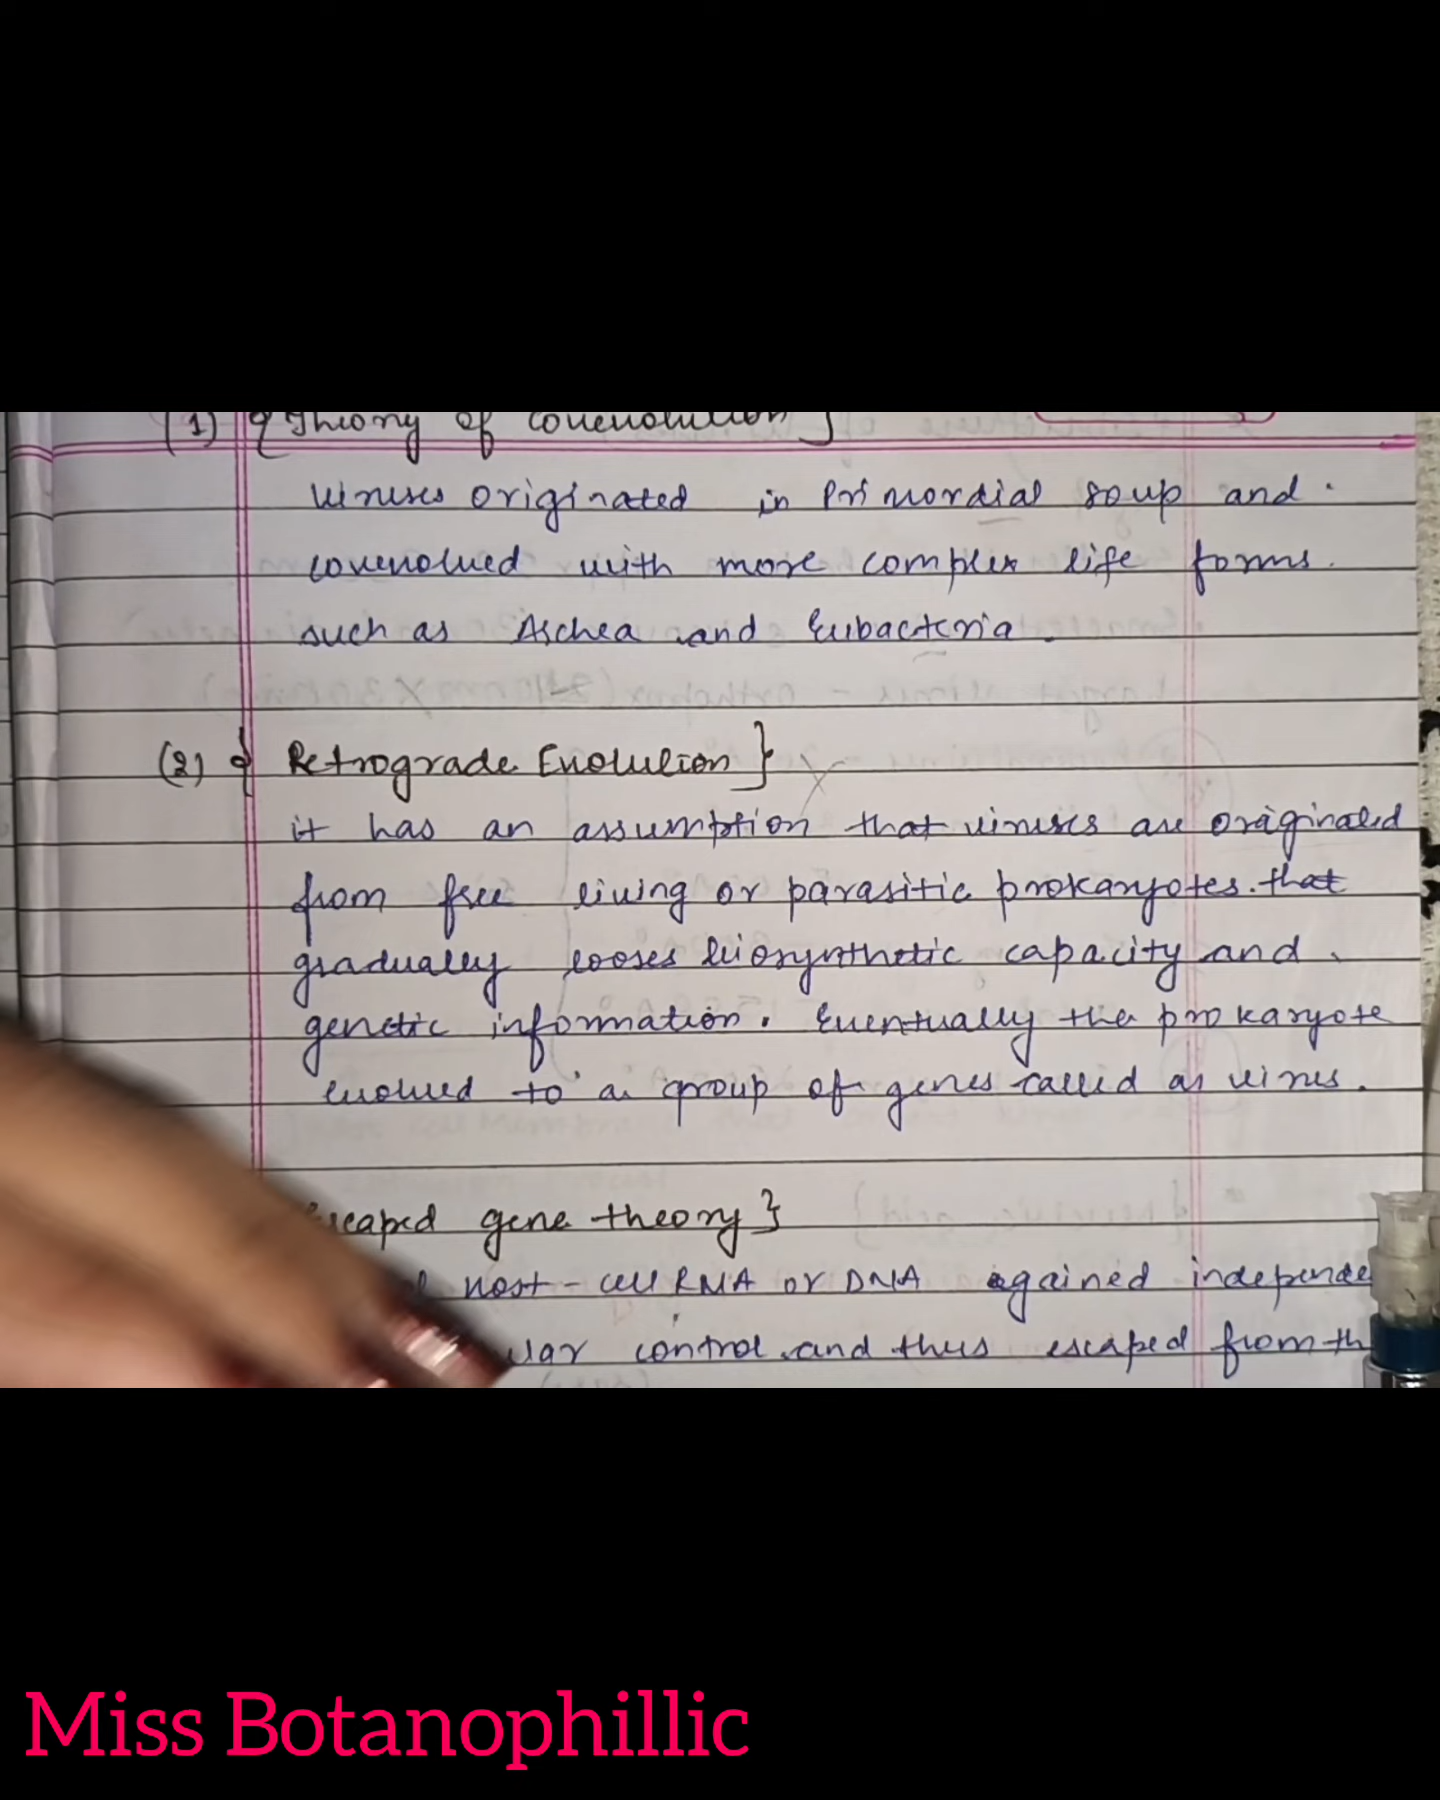 (1) { Theory of coevolution }
viruses originated in Primordial soup and
coevolved with more complex life forms.
such as Aschea and Eubacteria.
(2) { Retrograde Evolution }
it has an assumption that viruses are originated
from free living or parasitic prokaryotes. that
gradually looses biosynthetic capacity and
genetic information. Eventually the prokaryote
evolved to a group of genes called as virus.
Escaped gene theory }
host-cell RNA or DNA gained independe
ular control and thus escaped from th
Miss Botanophillic